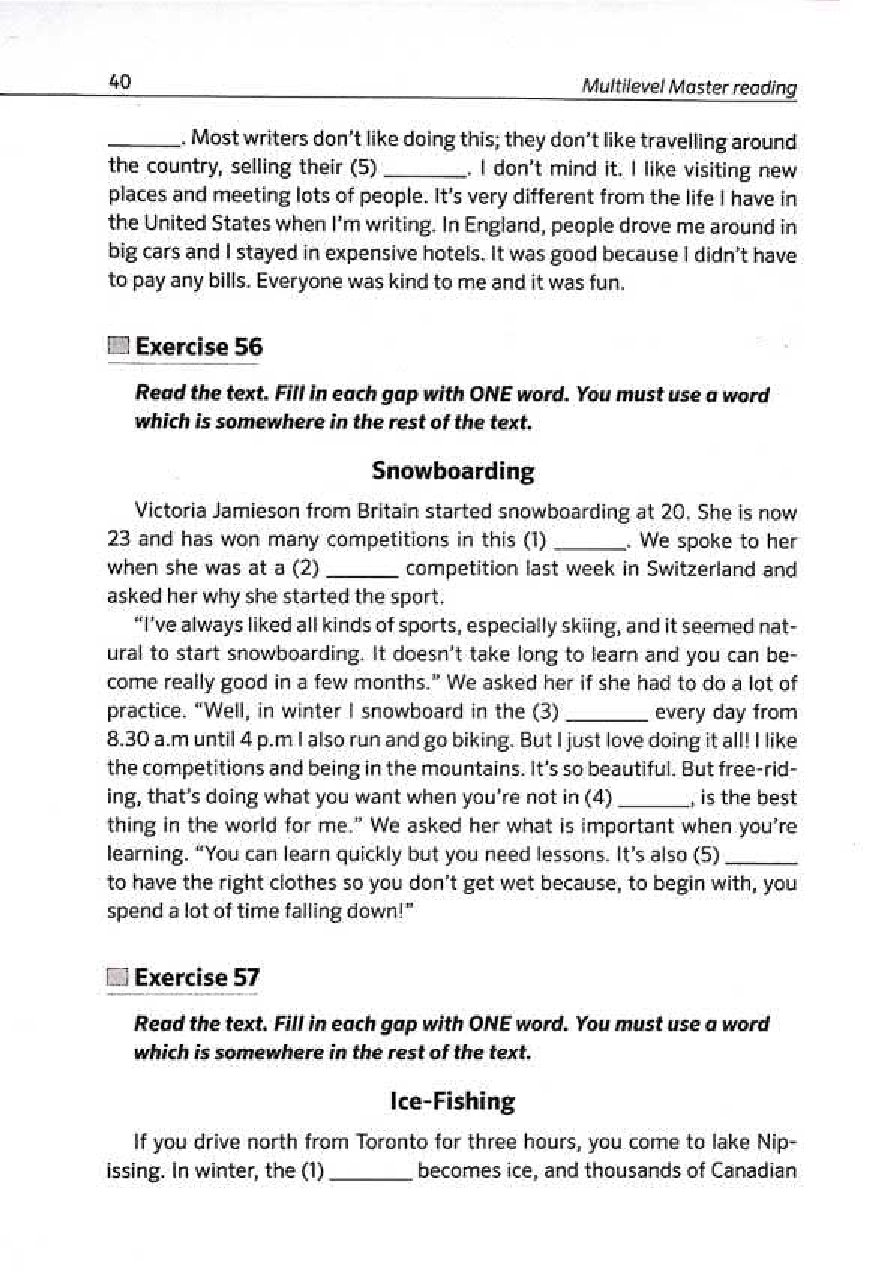 40
Multilevel Master reading
_______. Most writers don't like doing this; they don't like travelling around
the country, selling their (5) ________. I don't mind it. I like visiting new
places and meeting lots of people. It's very different from the life I have in
the United States when I'm writing. In England, people drove me around in
big cars and I stayed in expensive hotels. It was good because I didn't have
to pay any bills. Everyone was kind to me and it was fun.
Exercise 56
Read the text. Fill in each gap with ONE word. You must use a word
which is somewhere in the rest of the text.
Snowboarding
Victoria Jamieson from Britain started snowboarding at 20. She is now
23 and has won many competitions in this (1) _______. We spoke to her
when she was at a (2) _______ competition last week in Switzerland and
asked her why she started the sport.
"I've always liked all kinds of sports, especially skiing, and it seemed nat-
ural to start snowboarding. It doesn't take long to learn and you can be-
come really good in a few months." We asked her if she had to do a lot of
practice. "Well, in winter I snowboard in the (3) ________ every day from
8.30 a.m until 4 p.m I also run and go biking. But I just love doing it all! I like
the competitions and being in the mountains. It's so beautiful. But free-rid-
ing, that's doing what you want when you're not in (4) _______, is the best
thing in the world for me." We asked her what is important when you're
learning. "You can learn quickly but you need lessons. It's also (5) _______
to have the right clothes so you don't get wet because, to begin with, you
spend a lot of time falling down!"
Exercise 57
Read the text. Fill in each gap with ONE word. You must use a word
which is somewhere in the rest of the text.
Ice-Fishing
If you drive north from Toronto for three hours, you come to lake Nip-
issing. In winter, the (1) ________ becomes ice, and thousands of Canadian